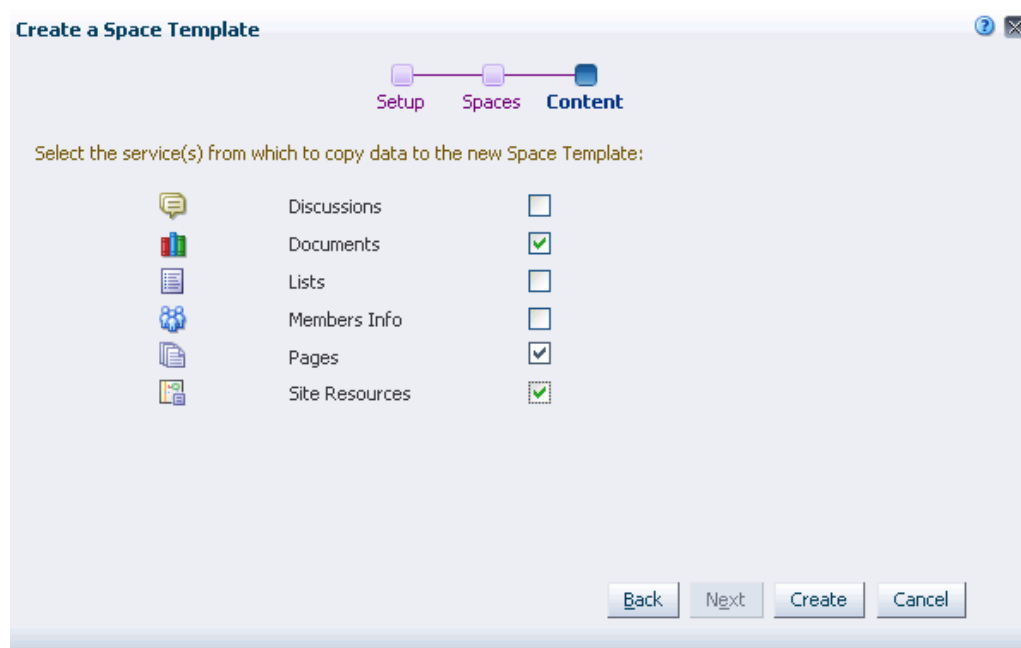 Create a Space Template
Setup Spaces Content
Select the service(s) from which to copy data to the new Space Template:
Discussions
Documents
Lists
Members Info
Pages
Site Resources
Back Next Create Cancel